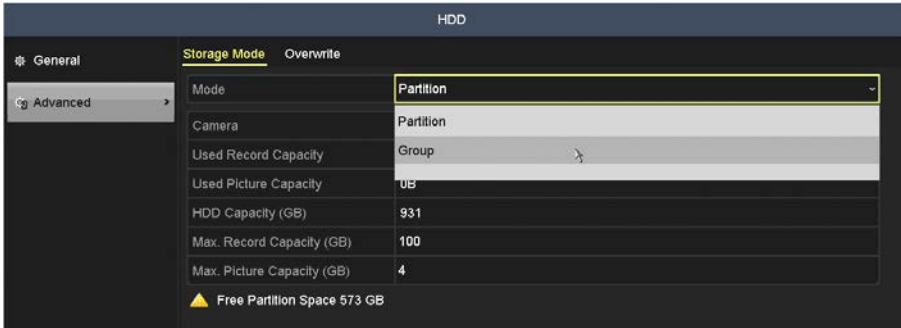 HDD
General
Advanced
Storage Mode Overwrite
Mode Partition
Partition
Camera
Group
Used Record Capacity
Used Picture Capacity 0B
HDD Capacity (GB) 931
Max. Record Capacity (GB) 100
Max. Picture Capacity (GB) 4
Free Partition Space 573 GB